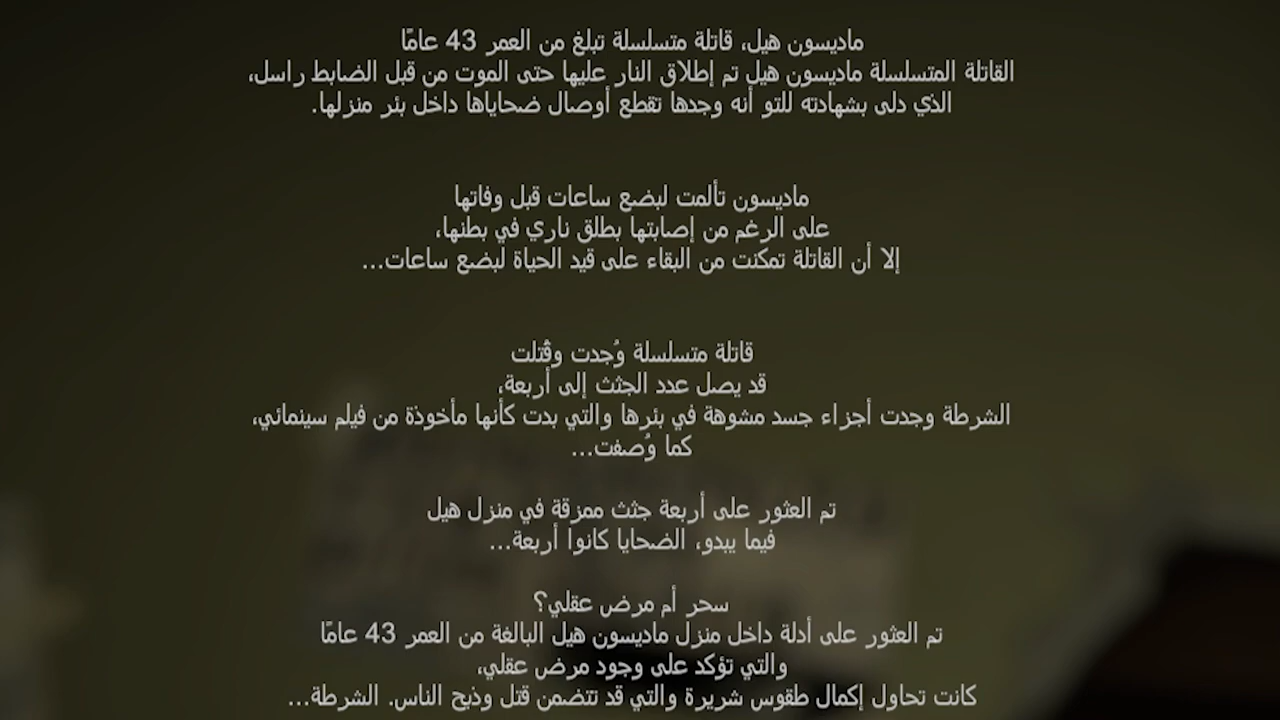 ماديسون هيل، قاتلة متسلسلة تبلغ من العمر 43 عامًا
القاتلة المتسلسلة ماديسون هيل تم إطلاق النار عليها حتى الموت من قبل الضابط راسل،
الذي دلى بشهادته للتو أنه وجدها تقطع أوصال ضحاياها داخل بئر منزلها.
ماديسون تألمت لبضع ساعات قبل وفاتها
على الرغم من إصابتها بطلق ناري في بطنها،
إلا أن القاتلة تمكنت من البقاء على قيد الحياة لبضع ساعات...
قاتلة متسلسلة وُجدت وقُتلت
قد يصل عدد الجثث إلى أربعة،
الشرطة وجدت أجزاء جسد مشوهة في بئرها والتي بدت كأنها مأخوذة من فيلم سينمائي،
كما وُصفت...
تم العثور على أربعة جثث ممزقة في منزل هيل
فيما يبدو، الضحايا كانوا أربعة...
سحر أم مرض عقلي؟
تم العثور على أدلة داخل منزل ماديسون هيل البالغة من العمر 43 عامًا
والتي تؤكد على وجود مرض عقلي،
كانت تحاول إكمال طقوس شريرة والتي قد تتضمن قتل وذبح الناس. الشرطة...